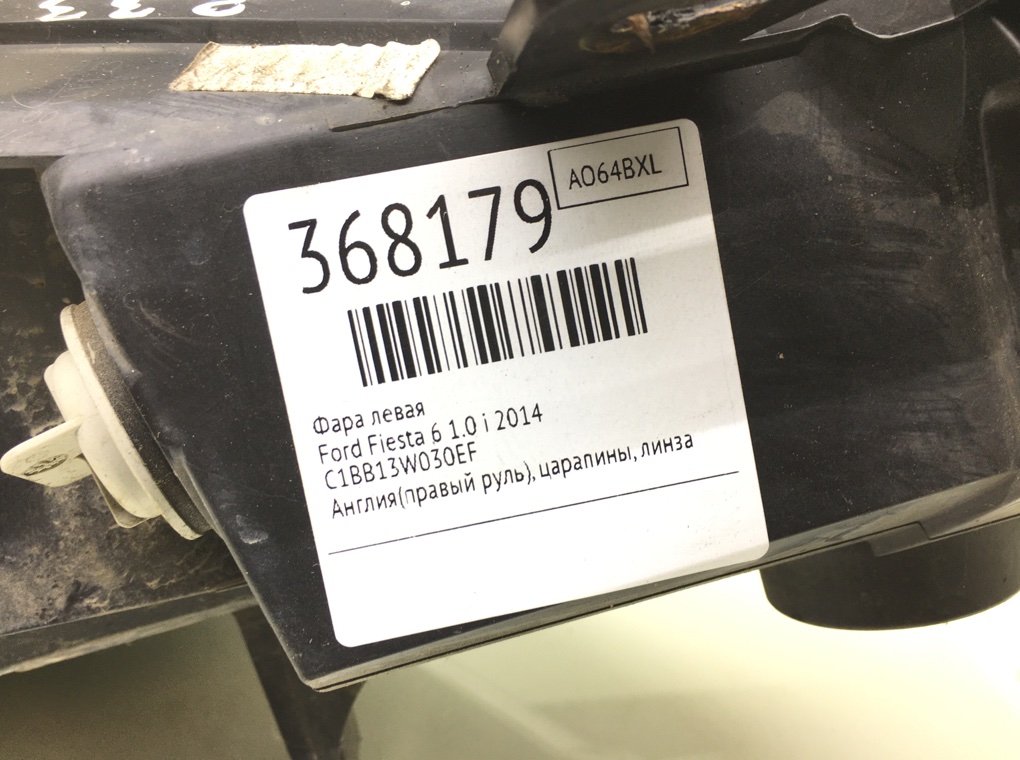 368179
AO64BXL
Фара левая
Ford Fiesta 6 1.0 i 2014
C1BB13W030EF
Англия(правый руль), царапины, линза